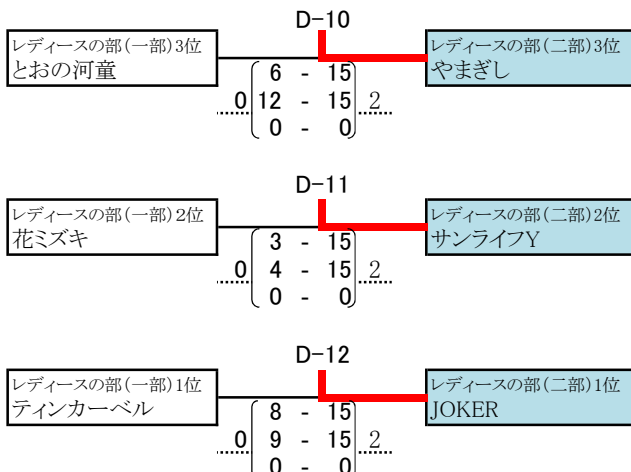 D-10
レディースの部(一部)3位
とおの河童
レディースの部(二部)3位
やまぎし
6 - 15
0 12 - 15 2
0 - 0
D-11
レディースの部(一部)2位
花ミズキ
レディースの部(二部)2位
サンライフY
3 - 15
0 4 - 15 2
0 - 0
D-12
レディースの部(一部)1位
ティンカーベル
レディースの部(二部)1位
JOKER
8 - 15
0 9 - 15 2
0 - 0